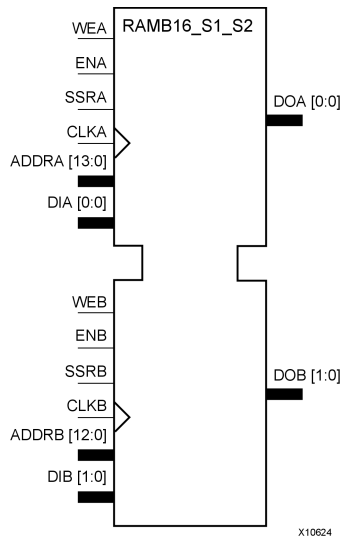 RAMB16_S1_S2
WEA
ENA
SSRA
CLKA
ADDRA [13:0]
DIA [0:0]
DOA [0:0]
WEB
ENB
SSRB
CLKB
ADDRB [12:0]
DIB [1:0]
DOB [1:0]
X10624